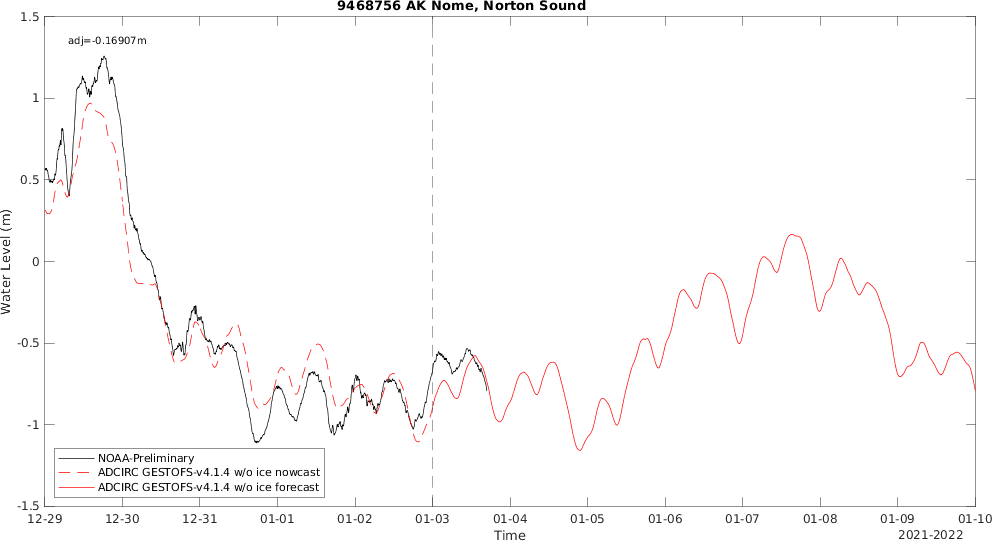 9468756 AK Nome, Norton Sound
adj=-0.16907m
1.5
1
0.5
0
-0.5
-1
-1.5
Water Level (m)
NOAA-Preliminary
ADCIRC GESTOFS-v4.1.4 w/o ice nowcast
ADCIRC GESTOFS-v4.1.4 w/o ice forecast
12-29 12-30 12-31 01-01 01-02 01-03 01-04 01-05 01-06 01-07 01-08 01-09 01-10
Time
2021-2022